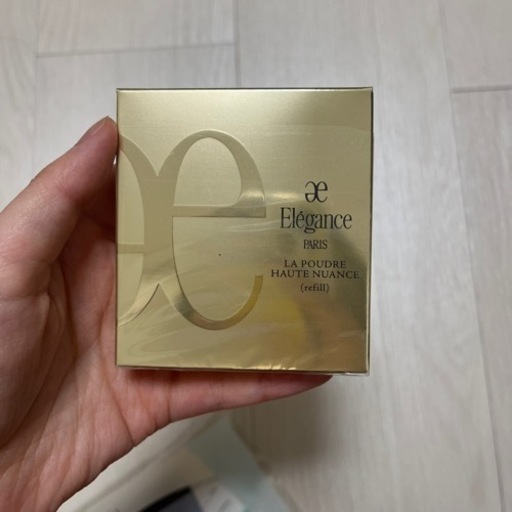 æ
Elégance
PARIS
LA POUDRE
HAUTE NUANCE
(refill)
æ